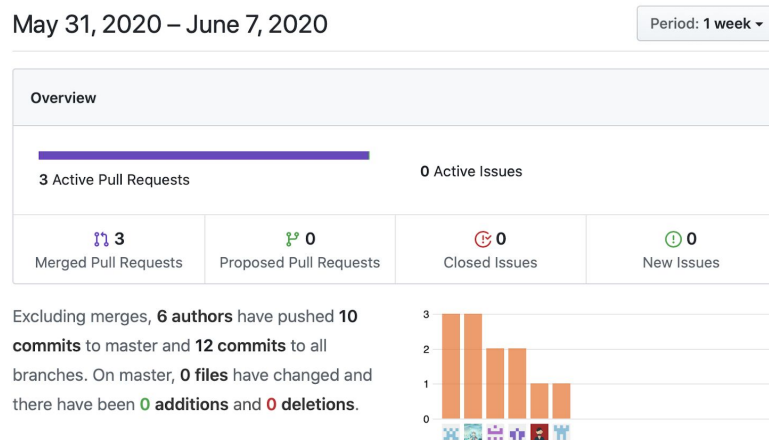 May 31, 2020 – June 7, 2020
Period: 1 week
Overview
3 Active Pull Requests
0 Active Issues
3
Merged Pull Requests
0
Proposed Pull Requests
0
Closed Issues
0
New Issues
Excluding merges, 6 authors have pushed 10
commits to master and 12 commits to all
branches. On master, 0 files have changed and
there have been 0 additions and 0 deletions.
3
2
1
0